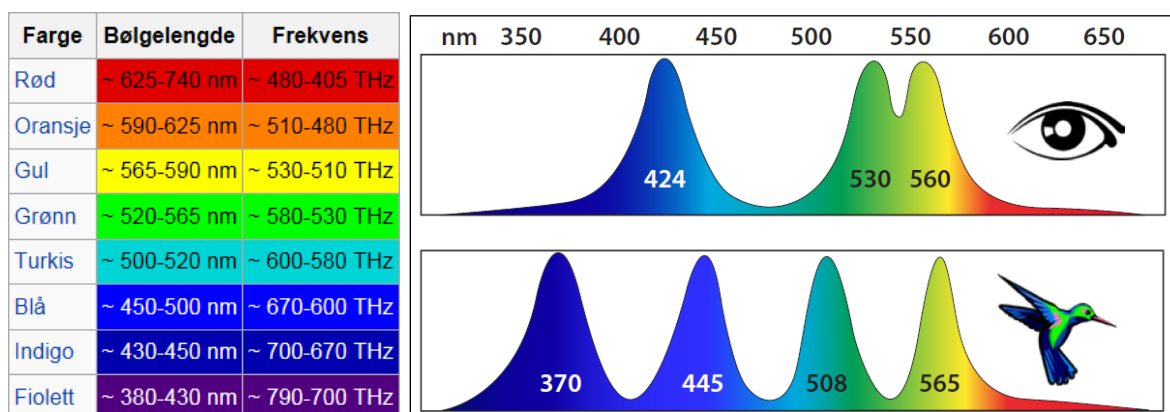 Farge Bølgelengde Frekvens
Rød ~ 625-740 nm ~ 480-405 THz
Oransje ~ 590-625 nm ~ 510-480 THz
Gul ~ 565-590 nm ~ 530-510 THz
Grønn ~ 520-565 nm ~ 580-530 THz
Turkis ~ 500-520 nm ~ 600-580 THz
Blå ~ 450-500 nm ~ 670-600 THz
Indigo ~ 430-450 nm ~ 700-670 THz
Fiolett ~ 380-430 nm ~ 790-700 THz
nm 350 400 450 500 550 600 650
424 530 560
370 445 508 565